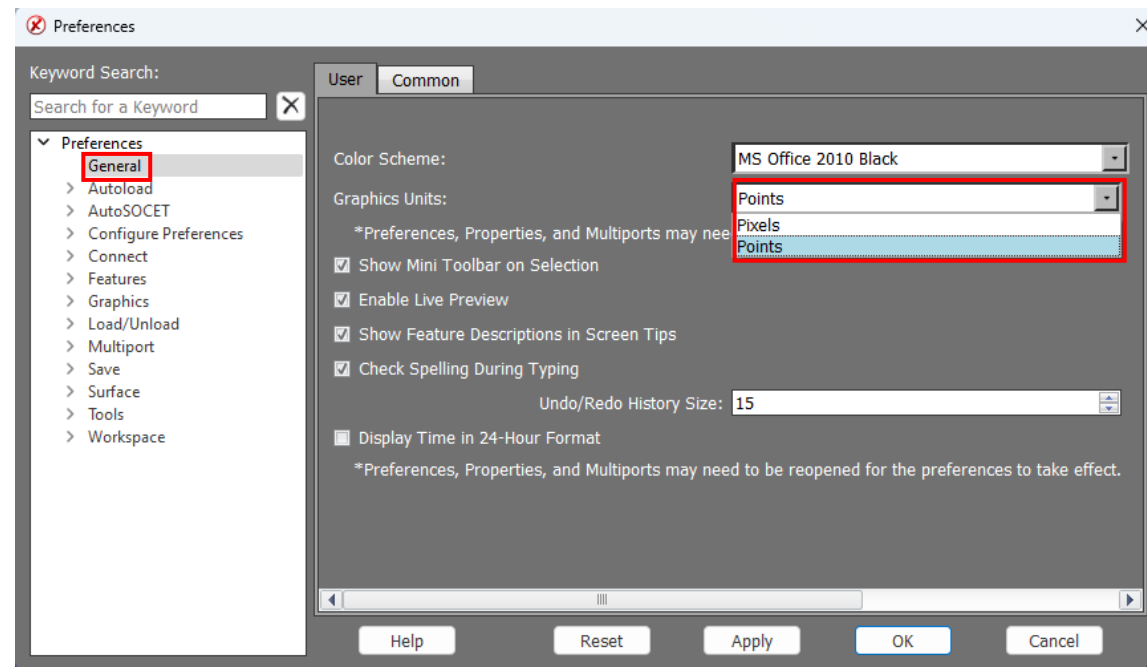 Preferences
Keyword Search:
Search for a Keyword
Preferences
General
Autoload
AutoSOCET
Configure Preferences
Connect
Features
Graphics
Load/Unload
Multiport
Save
Surface
Tools
Workspace
User Common
Color Scheme: MS Office 2010 Black
Graphics Units: Points
*Preferences, Properties, and Multiports may nee
Pixels
Points
Show Mini Toolbar on Selection
Enable Live Preview
Show Feature Descriptions in Screen Tips
Check Spelling During Typing
Undo/Redo History Size: 15
Display Time in 24-Hour Format
*Preferences, Properties, and Multiports may need to be reopened for the preferences to take effect.
Help Reset Apply OK Cancel